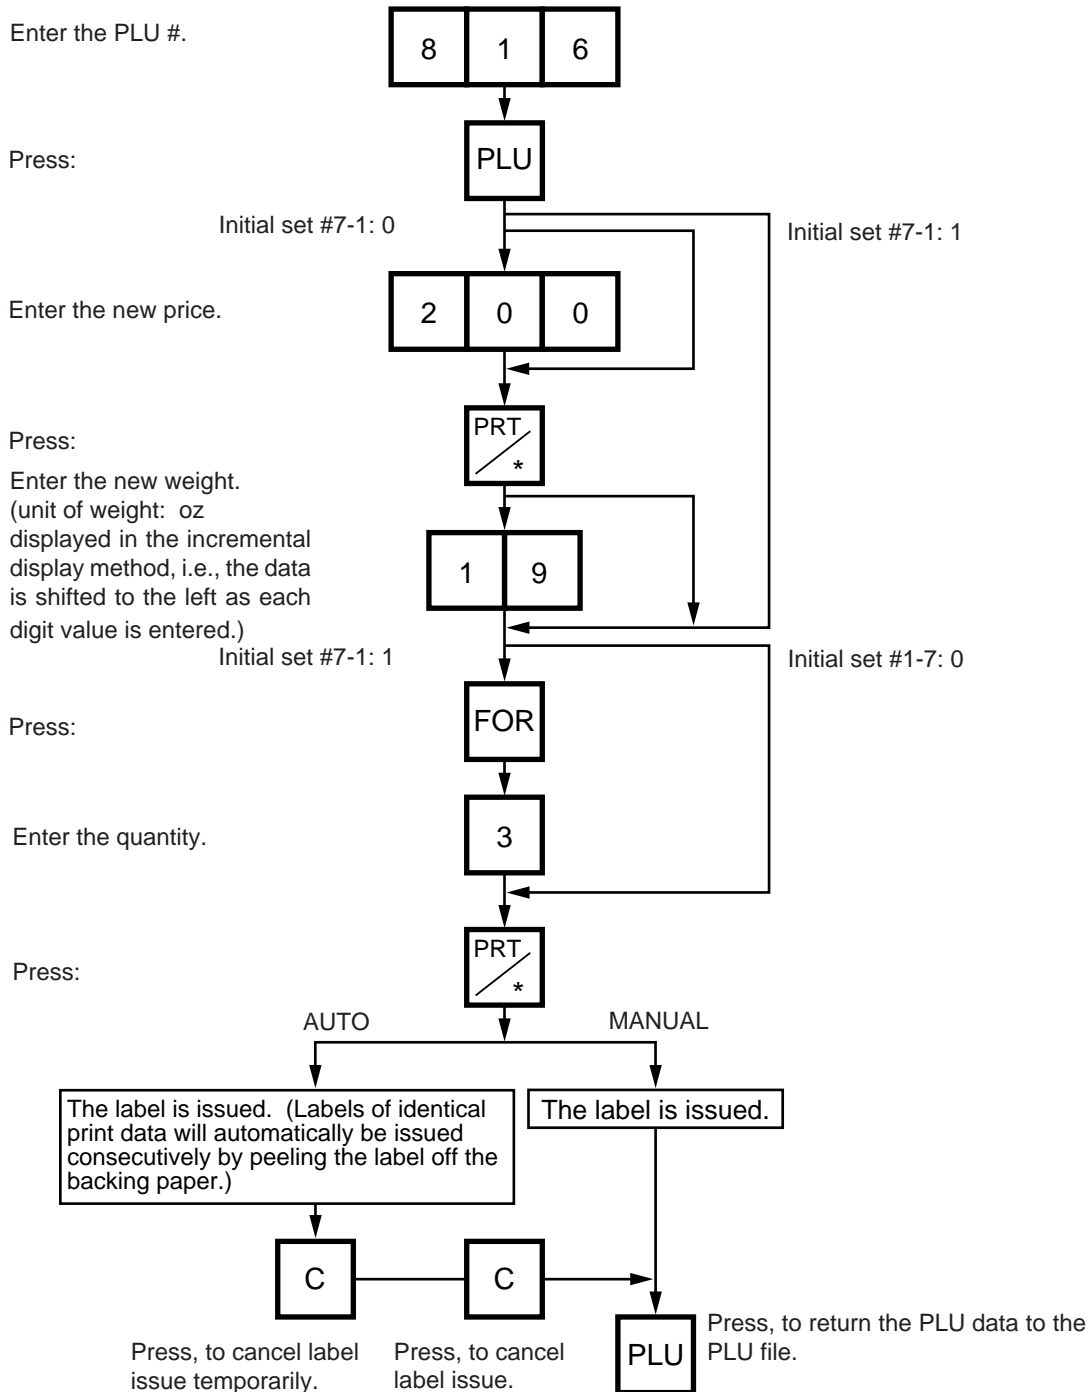 Enter the PLU #.
8 1 6
Press:
PLU
Initial set #7-1: 0
Initial set #7-1: 1
Enter the new price.
2 0 0
Press:
PRT
*
Enter the new weight.
(unit of weight: oz
displayed in the incremental
display method, i.e., the data
is shifted to the left as each
digit value is entered.)
1 9
Initial set #7-1: 1
Initial set #1-7: 0
Press:
FOR
Enter the quantity.
3
Press:
PRT
*
AUTO
MANUAL
The label is issued. (Labels of identical
print data will automatically be issued
consecutively by peeling the label off the
backing paper.)
The label is issued.
C
C
Press, to cancel label
issue temporarily.
Press, to cancel
label issue.
PLU
Press, to return the PLU data to the
PLU file.